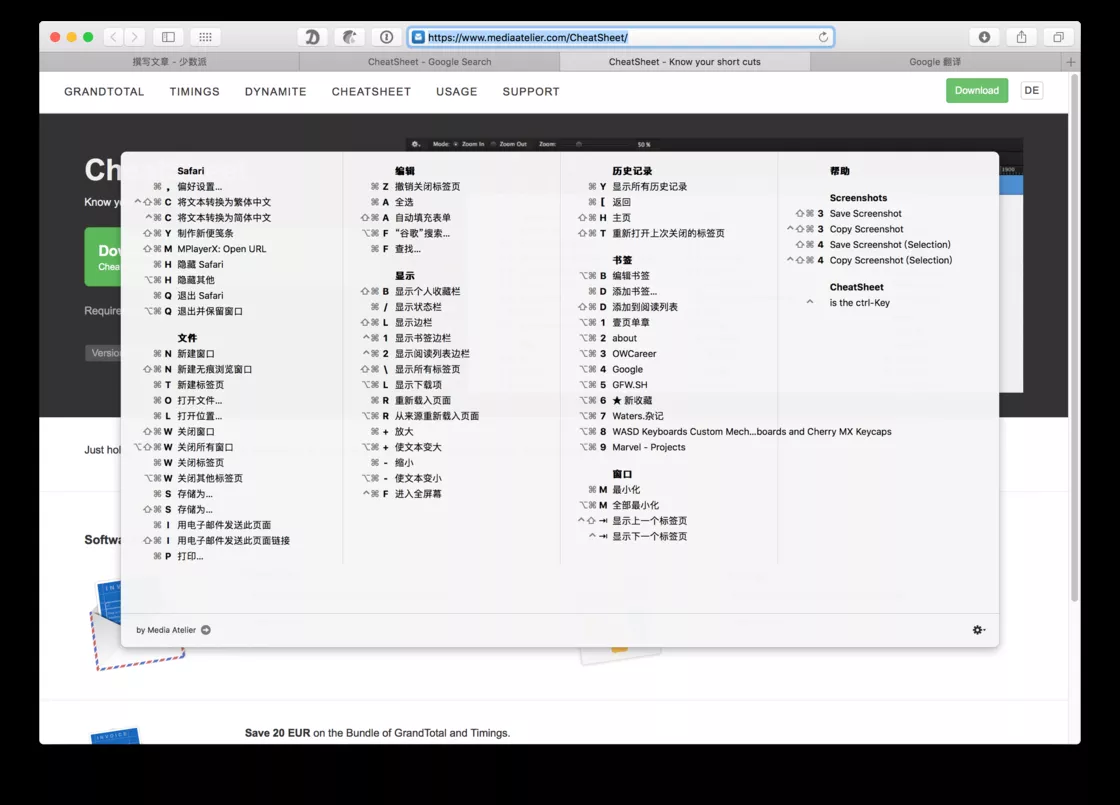 https://www.mediaatelier.com/CheatSheet/
撰写文章 - 少数派
CheatSheet - Google Search
CheatSheet - Know your short cuts
Google 翻译
GRANDTOTAL
TIMINGS
DYNAMITE
CHEATSHEET
USAGE
SUPPORT
Download
DE
Mode: Zoom In Zoom Out Zoom: 50 %
Safari
⌘ , 偏好设置...
^⇧⌘ C 将文本转换为繁体中文
^⌘ C 将文本转换为简体中文
⇧⌘ Y 制作新便笺条
⇧⌘ M MPlayerX: Open URL
⌘ H 隐藏 Safari
⌥⌘ H 隐藏其他
⌘ Q 退出 Safari
⌥⌘ Q 退出并保留窗口
文件
⌘ N 新建窗口
⇧⌘ N 新建无痕浏览窗口
⌘ T 新建标签页
⌘ O 打开文件...
⌘ L 打开位置...
⇧⌘ W 关闭窗口
⌥⇧⌘ W 关闭所有窗口
⌘ W 关闭标签页
⌥⌘ W 关闭其他标签页
⌘ S 存储为...
⇧⌘ S 存储为...
⌘ I 用电子邮件发送此页面
⇧⌘ I 用电子邮件发送此页面链接
⌘ P 打印...
编辑
⌘ Z 撤销关闭标签页
⌘ A 全选
⇧⌘ A 自动填充表单
⌥⌘ F “谷歌”搜索...
⌘ F 查找...
显示
⇧⌘ B 显示个人收藏栏
⌘ / 显示状态栏
⇧⌘ L 显示边栏
^⌘ 1 显示书签边栏
^⌘ 2 显示阅读列表边栏
⇧⌘ \ 显示所有标签页
⌥⌘ L 显示下载项
⌘ R 重新载入页面
⌥⌘ R 从来源重新载入页面
⌘ + 放大
⌥⌘ + 使文本变大
⌘ - 缩小
⌥⌘ - 使文本变小
^⌘ F 进入全屏幕
历史记录
⌘ Y 显示所有历史记录
⌘ [ 返回
⇧⌘ H 主页
⇧⌘ T 重新打开上次关闭的标签页
书签
⌥⌘ B 编辑书签
⌘ D 添加书签...
⇧⌘ D 添加到阅读列表
⌥⌘ 1 壹页单章
⌥⌘ 2 about
⌥⌘ 3 OWCareer
⌥⌘ 4 Google
⌥⌘ 5 GFW.SH
⌥⌘ 6 ★ 新收藏
⌥⌘ 7 Waters.杂记
⌥⌘ 8 WASD Keyboards Custom Mech...boards and Cherry MX Keycaps
⌥⌘ 9 Marvel - Projects
窗口
⌘ M 最小化
⌥⌘ M 全部最小化
^⇧ ⇥ 显示上一个标签页
^ ⇥ 显示下一个标签页
帮助
Screenshots
⇧⌘ 3 Save Screenshot
^⇧⌘ 3 Copy Screenshot
⇧⌘ 4 Save Screenshot (Selection)
^⇧⌘ 4 Copy Screenshot (Selection)
CheatSheet
^ is the ctrl-Key
by Media Atelier
Just hol
INVOICE
Save 20 EUR on the Bundle of GrandTotal and Timings.